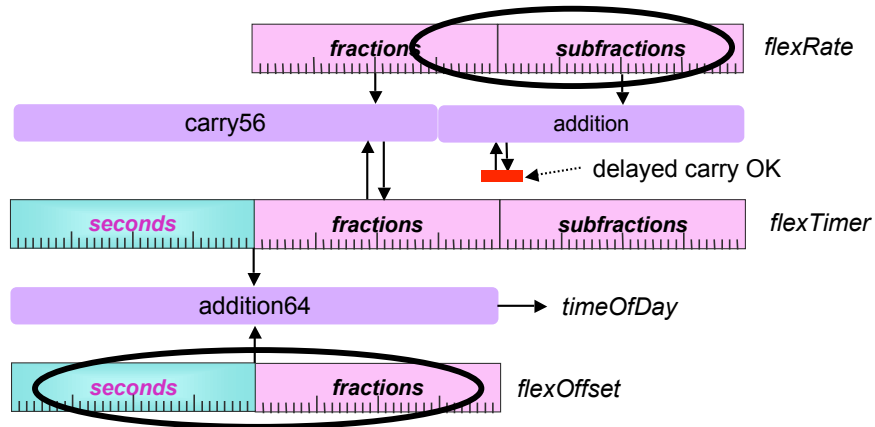 fractions subfractions flexRate
carry56 addition
delayed carry OK
seconds fractions subfractions flexTimer
addition64 timeOfDay
seconds fractions flexOffset